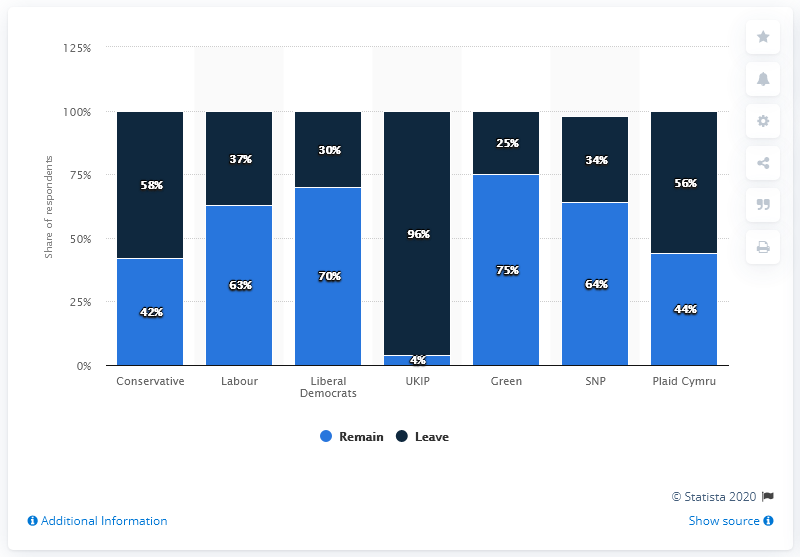 125%
100%
75%
50%
25%
0%
Share of respondents
58%
42%
37%
63%
30%
70%
96%
4%
25%
75%
34%
64%
56%
44%
Conservative
Labour
Liberal
Democrats
UKIP
Green
SNP
Plaid Cymru
Remain
Leave
© Statista 2020
Additional Information
Show source